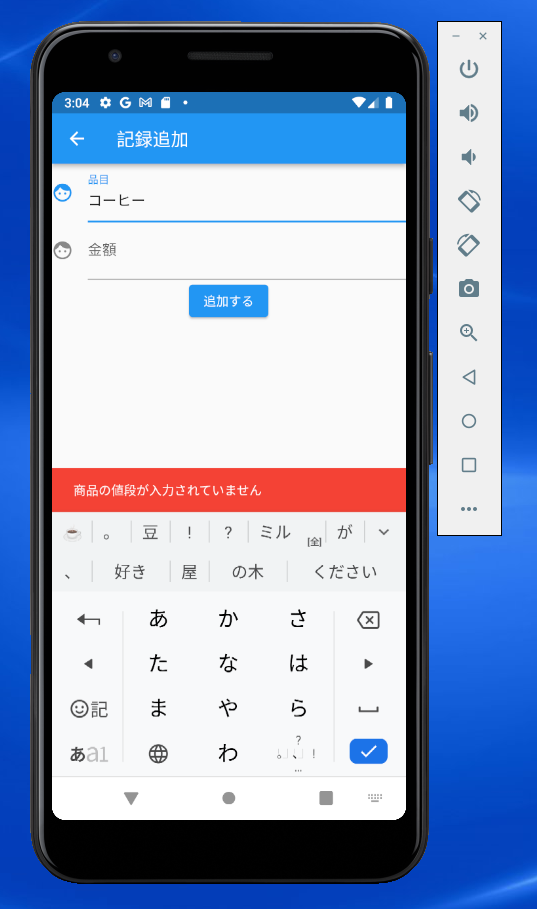 3:04
記録追加
品目
コーヒー
金額
追加する
商品の値段が入力されていません
。 豆 ! ? ミル [全] が
、 好き 屋 の木 ください
あ か さ
た な は
記 ま や ら
あa1 わ 。 、 ? ! ...